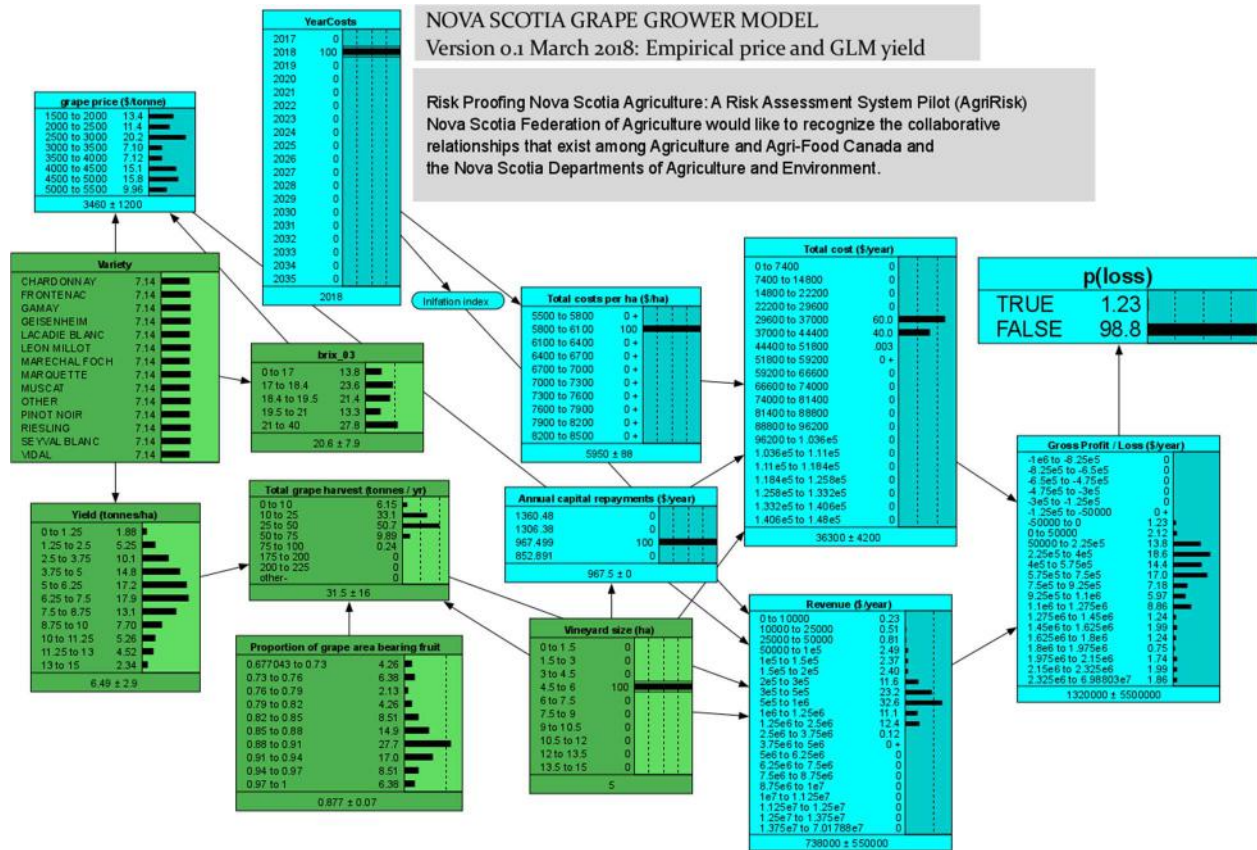 NOVA SCOTIA GRAPE GROWER MODEL
Version 0.1 March 2018: Empirical price and GLM yield
Risk Proofing Nova Scotia Agriculture: A Risk Assessment System Pilot (AgriRisk)
Nova Scotia Federation of Agriculture would like to recognize the collaborative
relationships that exist among Agriculture and Agri-Food Canada and
the Nova Scotia Departments of Agriculture and Environment.
YearCosts
2017 0
2018 100
2019 0
2020 0
2021 0
2022 0
2023 0
2024 0
2025 0
2026 0
2027 0
2028 0
2029 0
2030 0
2031 0
2032 0
2033 0
2034 0
2035 0
2018
grape price ($/tonne)
1500 to 2000 13.4
2000 to 2500 11.4
2500 to 3000 20.2
3000 to 3500 7.10
3500 to 4000 7.12
4000 to 4500 15.1
4500 to 5000 15.8
5000 to 5500 9.96
3460 ± 1200
Variety
CHARDONNAY 7.14
FRONTENAC 7.14
GAMAY 7.14
GEISENHEIM 7.14
LACADIE BLANC 7.14
LEON MILLOT 7.14
MARECHAL FOCH 7.14
MARQUETTE 7.14
MUSCAT 7.14
OTHER 7.14
PINOT NOIR 7.14
RIESLING 7.14
SEYVAL BLANC 7.14
VIDAL 7.14
Inlfation index
brix_03
0 to 17 13.8
17 to 18.4 23.6
18.4 to 19.5 21.4
19.5 to 21 13.3
21 to 40 27.8
20.6 ± 7.9
Total costs per ha ($/ha)
5500 to 5800 0 +
5800 to 6100 100
6100 to 6400 0 +
6400 to 6700 0 +
6700 to 7000 0 +
7000 to 7300 0 +
7300 to 7600 0 +
7600 to 7900 0 +
7900 to 8200 0 +
8200 to 8500 0 +
5950 ± 88
Total cost ($/year)
0 to 7400 0
7400 to 14800 0
14800 to 22200 0
22200 to 29600 0
29600 to 37000 60.0
37000 to 44400 40.0
44400 to 51800 .003
51800 to 59200 0 +
59200 to 66600 0
66600 to 74000 0
74000 to 81400 0
81400 to 88800 0
88800 to 96200 0
96200 to 1.036e5 0
1.036e5 to 1.11e5 0
1.11e5 to 1.184e5 0
1.184e5 to 1.258e5 0
1.258e5 to 1.332e5 0
1.332e5 to 1.406e5 0
1.406e5 to 1.48e5 0
36300 ± 4200
p(loss)
TRUE 1.23
FALSE 98.8
Gross Profit / Loss ($/year)
-1e6 to -8.25e5 0
-8.25e5 to -6.5e5 0
-6.5e5 to -4.75e5 0
-4.75e5 to -3e5 0
-3e5 to -1.25e5 0
-1.25e5 to -50000 0 +
-50000 to 0 1.23
0 to 50000 2.12
50000 to 2.25e5 13.8
2.25e5 to 4e5 18.6
4e5 to 5.75e5 14.4
5.75e5 to 7.5e5 17.0
7.5e5 to 9.25e5 7.18
9.25e5 to 1.1e6 5.97
1.1e6 to 1.275e6 8.86
1.275e6 to 1.45e6 1.24
1.45e6 to 1.625e6 1.99
1.625e6 to 1.8e6 1.24
1.8e6 to 1.975e6 0.75
1.975e6 to 2.15e6 1.74
2.15e6 to 2.325e6 1.99
2.325e6 to 6.98803e7 1.86
1320000 ± 5500000
Yield (tonnes/ha)
0 to 1.25 1.88
1.25 to 2.5 5.25
2.5 to 3.75 10.1
3.75 to 5 14.8
5 to 6.25 17.2
6.25 to 7.5 17.9
7.5 to 8.75 13.1
8.75 to 10 7.70
10 to 11.25 5.26
11.25 to 13 4.52
13 to 15 2.34
6.49 ± 2.9
Total grape harvest (tonnes / yr)
0 to 10 6.15
10 to 25 33.1
25 to 50 50.7
50 to 75 9.89
75 to 100 0.24
175 to 200 0
200 to 225 0
other- 0
31.5 ± 16
Annual capital repayments ($/year)
1360.48 0
1306.38 0
967.499 100
852.891 0
967.5 ± 0
Proportion of grape area bearing fruit
0.677043 to 0.73 4.26
0.73 to 0.76 6.38
0.76 to 0.79 2.13
0.79 to 0.82 4.26
0.82 to 0.85 8.51
0.85 to 0.88 14.9
0.88 to 0.91 27.7
0.91 to 0.94 17.0
0.94 to 0.97 8.51
0.97 to 1 6.38
0.877 ± 0.07
Vineyard size (ha)
0 to 1.5 0
1.5 to 3 0
3 to 4.5 0
4.5 to 6 100
6 to 7.5 0
7.5 to 9 0
9 to 10.5 0
10.5 to 12 0
12 to 13.5 0
13.5 to 15 0
5
Revenue ($/year)
0 to 10000 0.23
10000 to 25000 0.51
25000 to 50000 0.81
50000 to 1e5 2.49
1e5 to 1.5e5 2.37
1.5e5 to 2e5 2.40
2e5 to 3e5 11.6
3e5 to 5e5 23.2
5e5 to 1e6 32.6
1e6 to 1.25e6 11.1
1.25e6 to 2.5e6 12.4
2.5e6 to 3.75e6 0.12
3.75e6 to 5e6 0 +
5e6 to 6.25e6 0
6.25e6 to 7.5e6 0
7.5e6 to 8.75e6 0
8.75e6 to 1e7 0
1e7 to 1.125e7 0
1.125e7 to 1.25e7 0
1.25e7 to 1.375e7 0
1.375e7 to 7.01788e7 0
738000 ± 550000